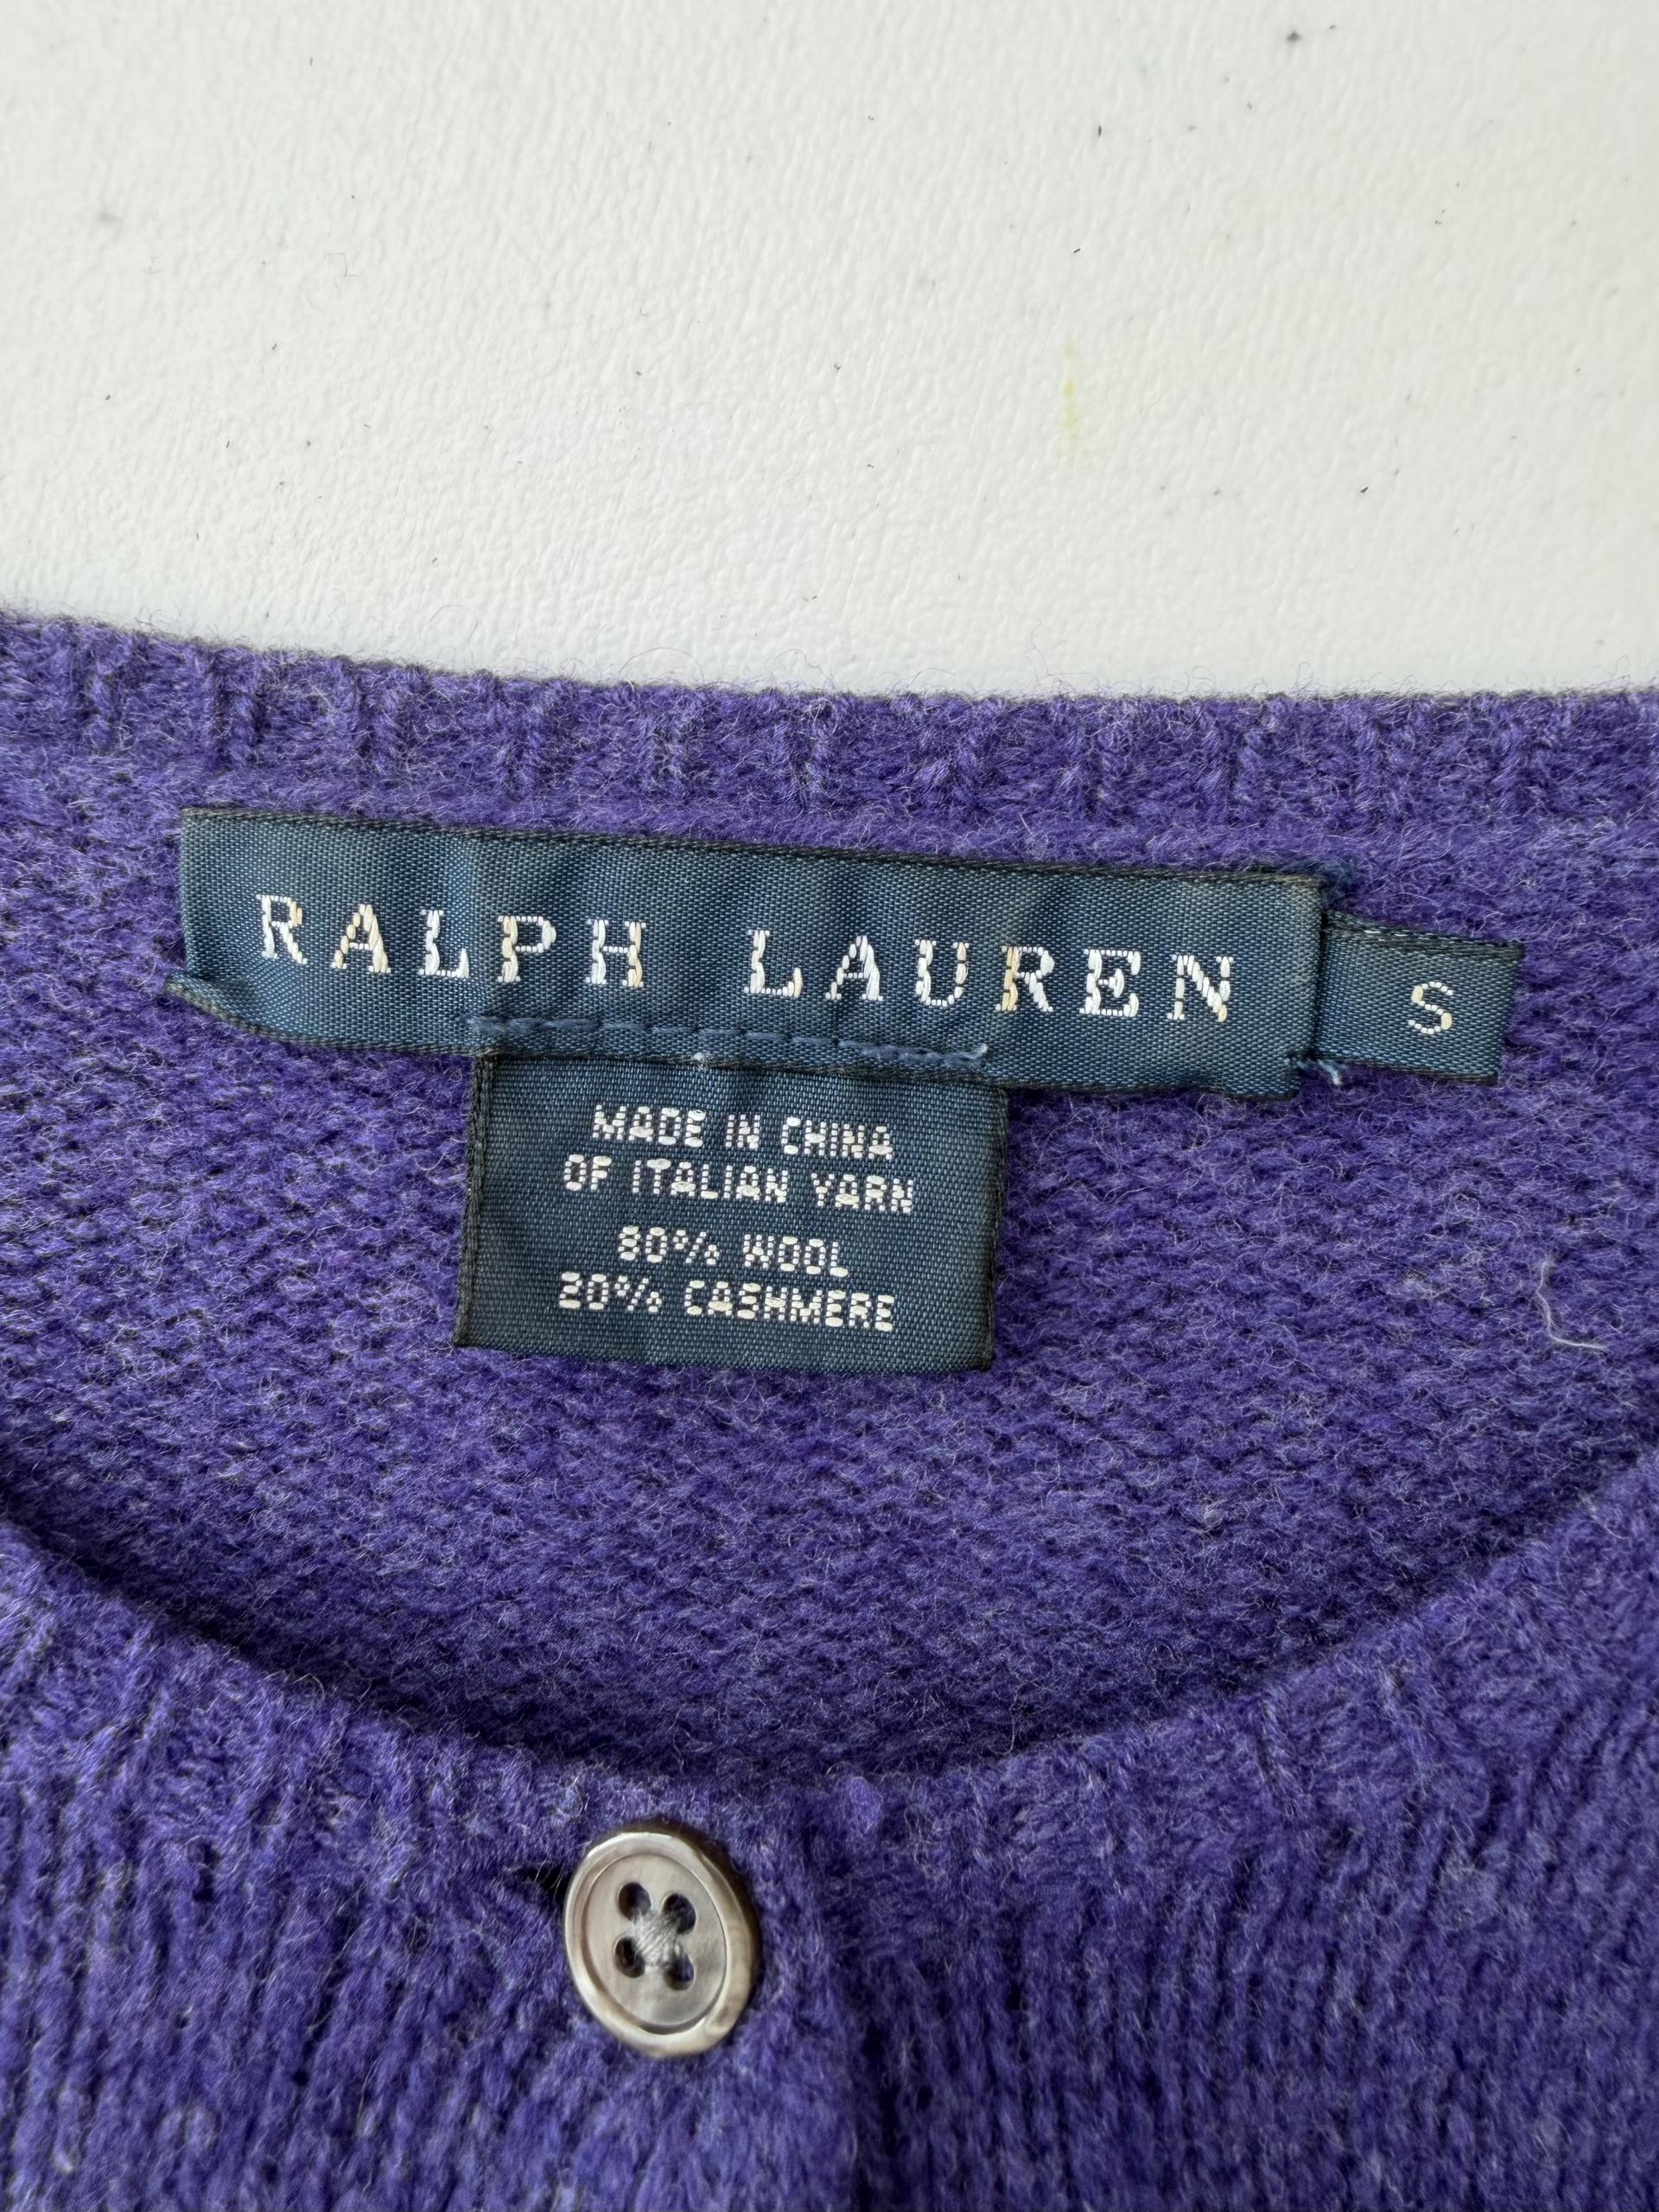 RALPH LAUREN
S
MADE IN CHINA
OF ITALIAN YARN
80% WOOL
20% CASHMERE